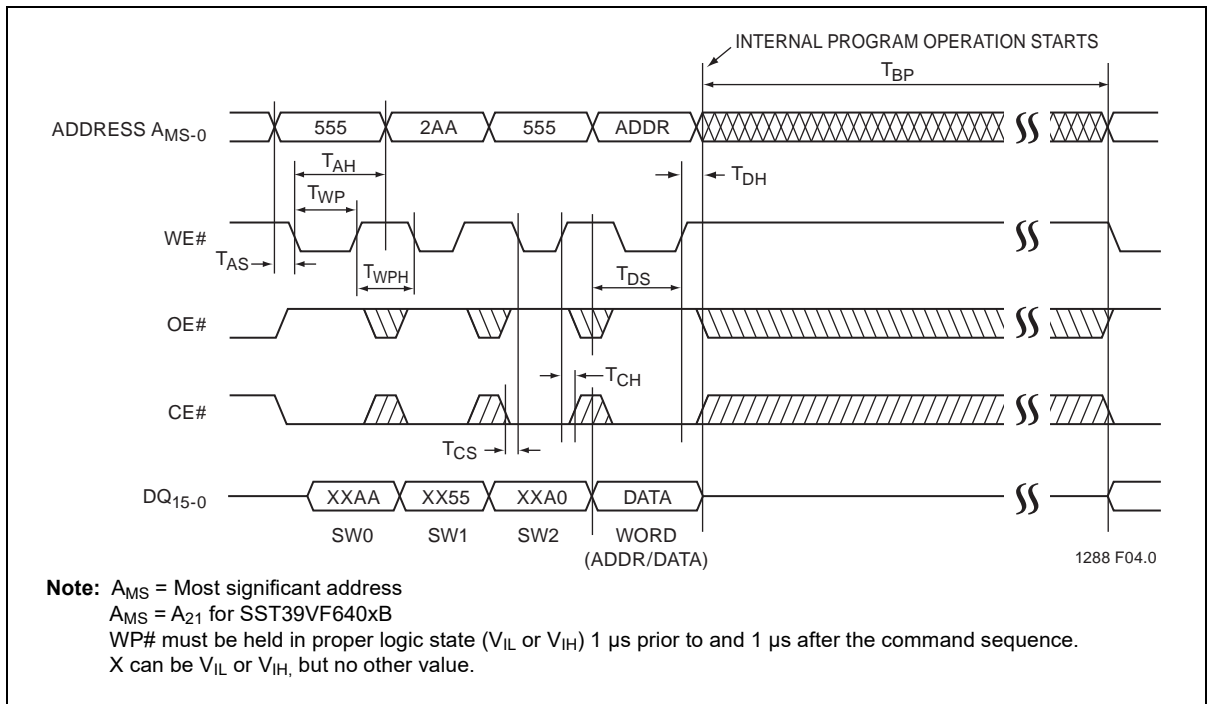 INTERNAL PROGRAM OPERATION STARTS
TBP
ADDRESS AMS-0
555
2AA
555
ADDR
TAH
TDH
TWP
WE#
TAS
TWPH
TDS
OE#
TCH
CE#
TCS
DQ15-0
XXAA
XX55
XXA0
DATA
SW0
SW1
SW2
WORD
(ADDR/DATA)
1288 F04.0
Note: AMS = Most significant address
AMS = A21 for SST39VF640xB
WP# must be held in proper logic state (VIL or VIH) 1 µs prior to and 1 µs after the command sequence.
X can be VIL or VIH, but no other value.